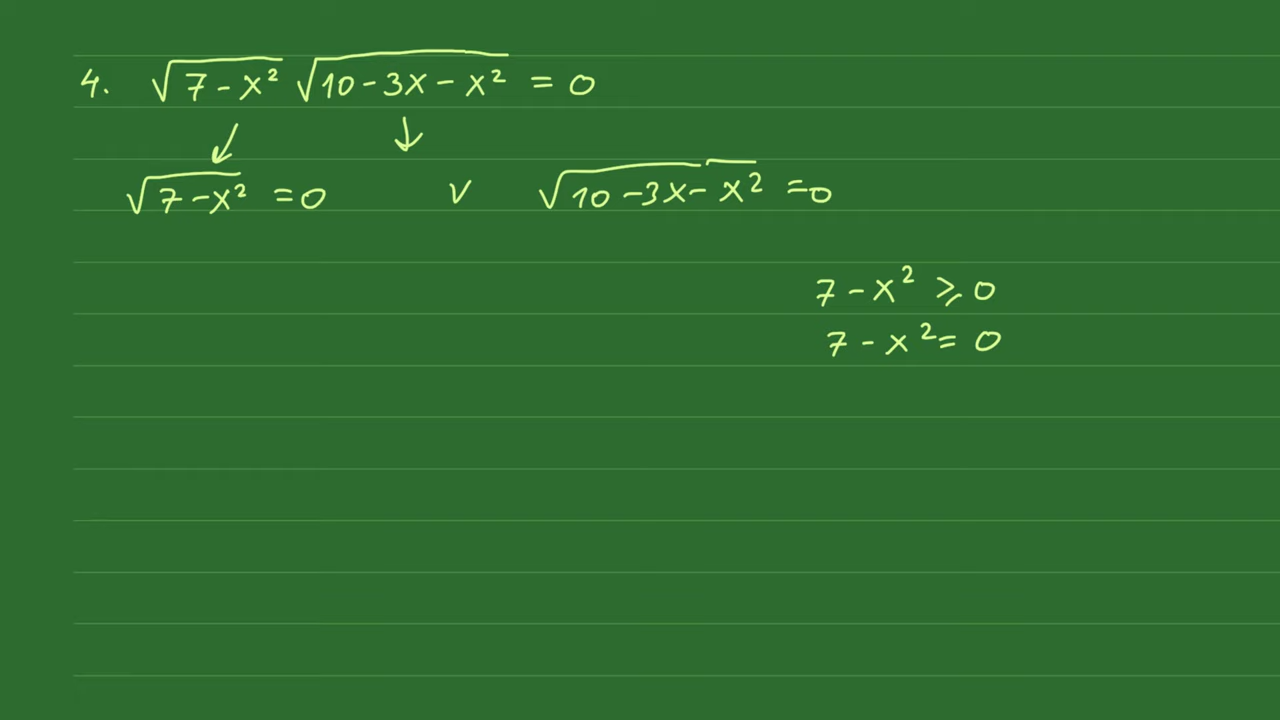 4. √(7 - x²) √(10 - 3x - x²) = 0
↙ ↓
√(7 - x²) = 0 ∨ √(10 - 3x - x²) = 0
7 - x² ⩾ 0
7 - x² = 0